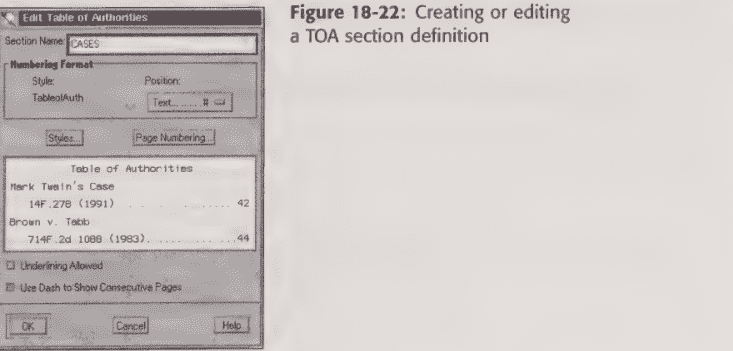 Edit Table of Authorities
Section Name: CASES
Numbering Format
Style: Position:
TableofAuth Text...... #
Styles... Page Numbering...
Table of Authorities
Mark Twain's Case
14F.278 (1991) . . . . . . . . . . 42
Brown v. Tabb
714F.2d 1088 (1983). . . . . . . . . .44
Underlining Allowed
Use Dash to Show Consecutive Pages
OK Cancel Help
Figure 18-22: Creating or editing
a TOA section definition